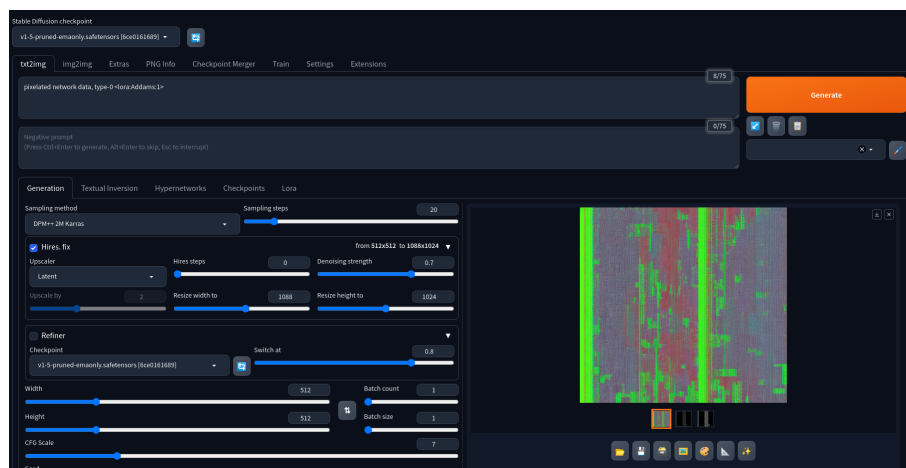 Stable Diffusion checkpoint
v1-5-pruned-emaonly.safetensors [6ce0161689]
txt2img img2img Extras PNG Info Checkpoint Merger Train Settings Extensions
8/75
pixelated network data, type-0 <lora:Addams:1>
Generate
0/75
Negative prompt
(Press Ctrl+Enter to generate, Alt+Enter to skip, Esc to interrupt)
Generation Textual Inversion Hypernetworks Checkpoints Lora
Sampling method
Sampling steps
20
DPM++ 2M Karras
Hires. fix
from 512x512 to 1088x1024
Upscaler
Hires steps
0
Denoising strength
0.7
Latent
Upscale by
2
Resize width to
1088
Resize height to
1024
Refiner
Checkpoint
Switch at
0.8
v1-5-pruned-emaonly.safetensors [6ce0161689]
Width
512
Batch count
1
Height
512
Batch size
1
CFG Scale
7